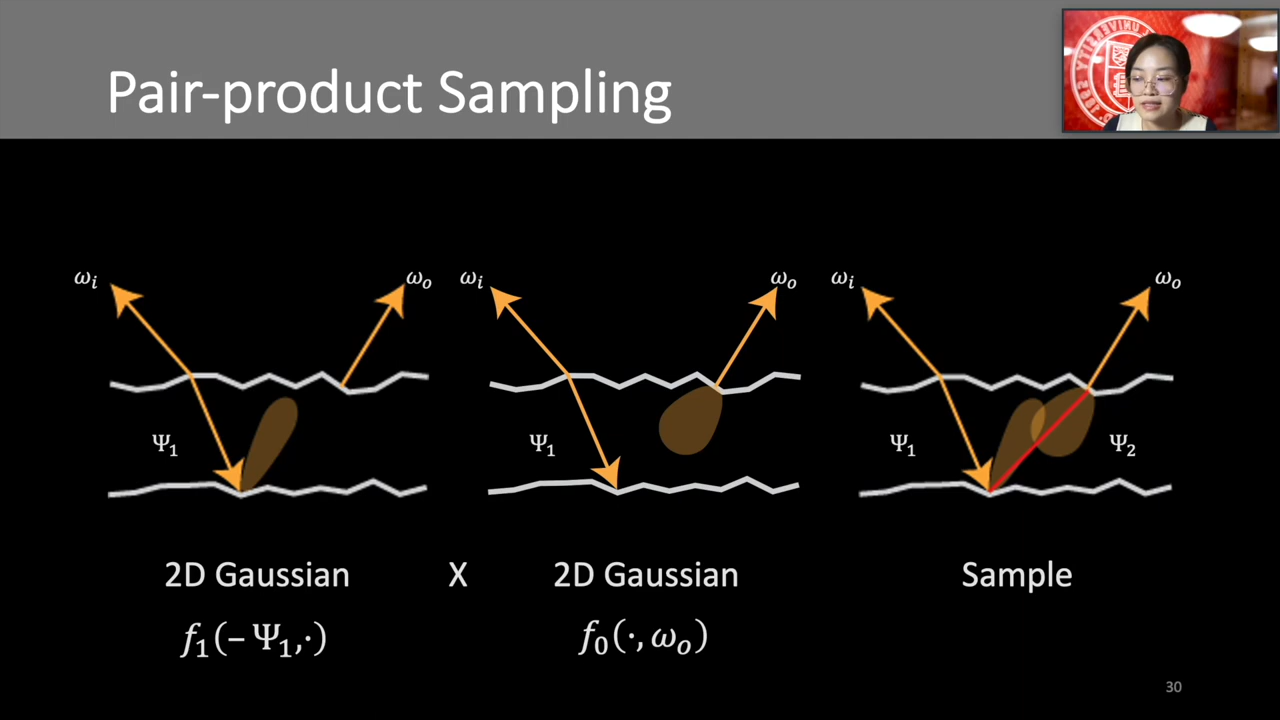 Pair-product Sampling
ωᵢ ωₒ ωᵢ ωₒ ωᵢ ωₒ
Ψ₁ Ψ₁ Ψ₁ Ψ₂
2D Gaussian X 2D Gaussian Sample
f₁(–Ψ₁,·) f₀(·,ωₒ)
30